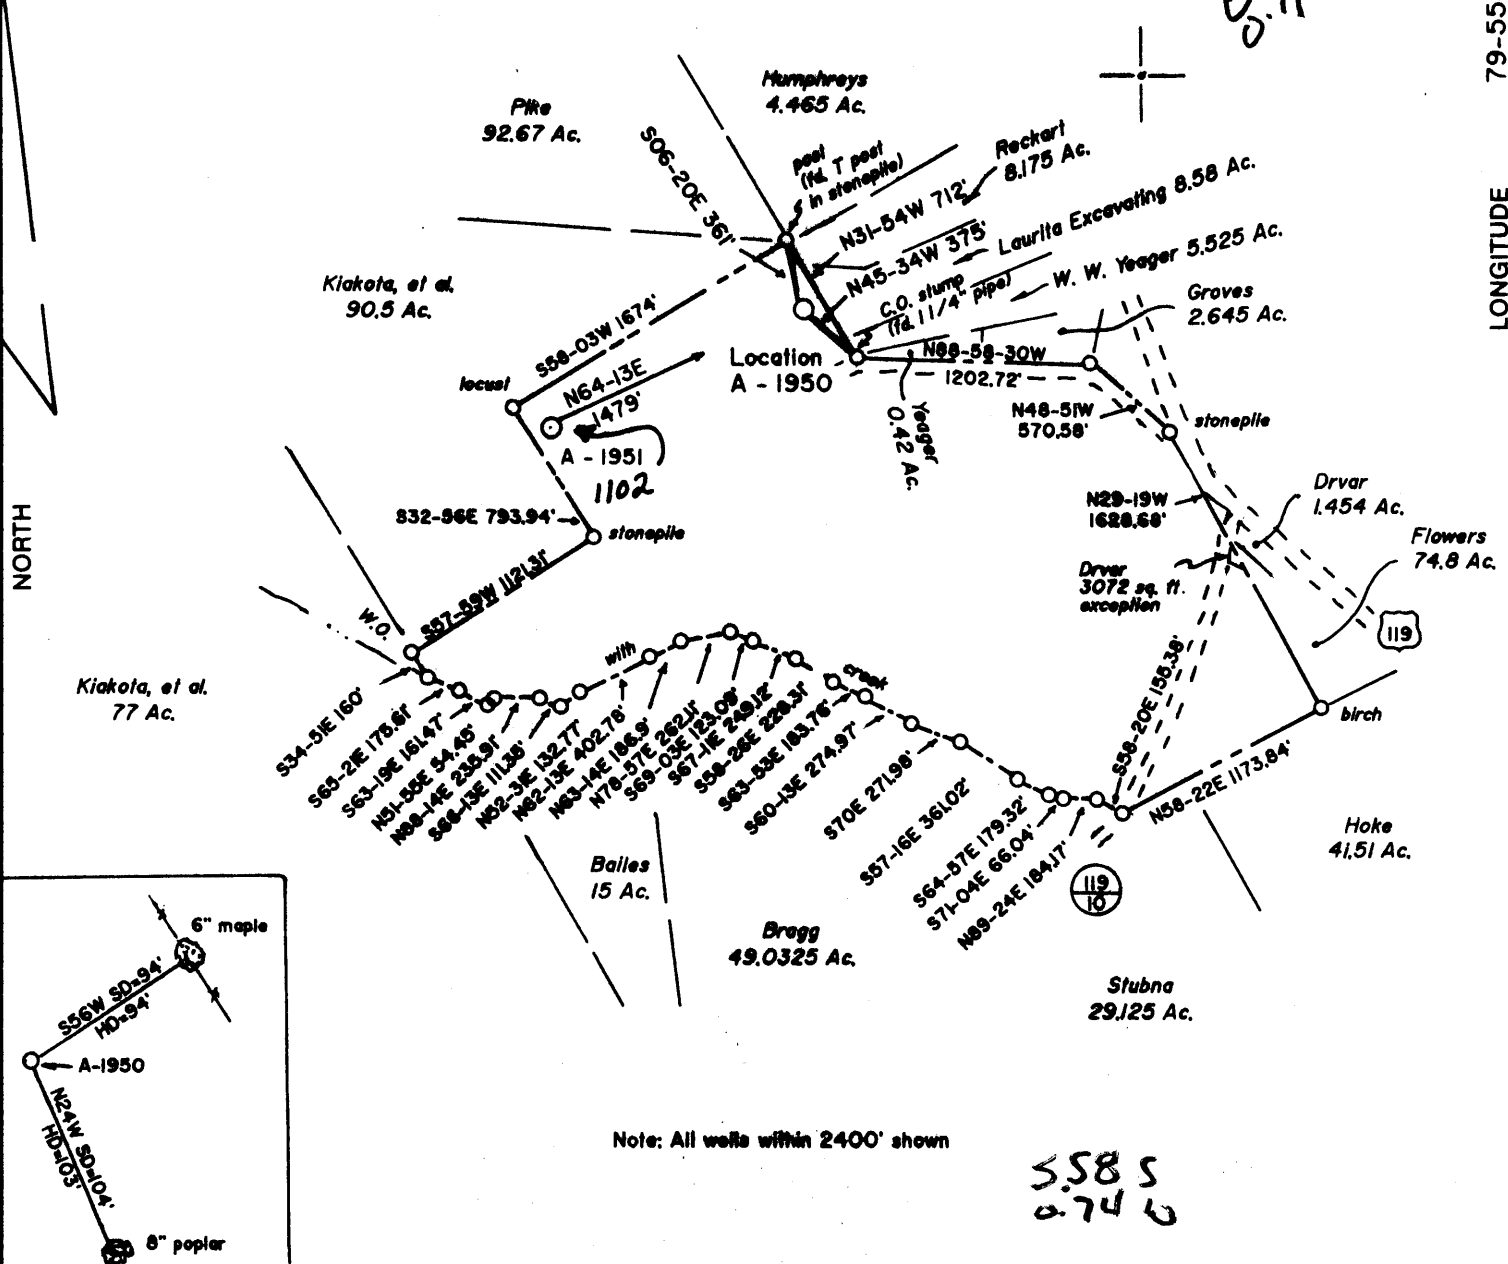 79-55
LONGITUDE
NORTH
Humphreys
4.465 Ac.
Pike
92.67 Ac.
S06-20E 361'
post
(fd. T post
in stonepile)
Reckart
8.175 Ac.
N31-54W 712'
N45-34W 375'
Laurita Excavating 8.58 Ac.
C.O. stump
(fd. 1 1/4" pipe)
W. W. Yeager 5.525 Ac.
Groves
2.645 Ac.
Kiakota, et al.
90.5 Ac.
S58-03W 1674'
Location
A - 1950
N88-58-30W
1202.72'
locust
N64-13E
1479'
A - 1951
1102
Yeager
0.42 Ac.
N48-51W
570.58'
stonepile
S32-56E 793.94'
stonepile
N29-19W
1628.68'
Drvar
1.454 Ac.
Flowers
74.8 Ac.
Drvar
3072 sq. ft.
exception
119
W.O.
S57-59W 1121.31'
with
creek
Kiakota, et al.
77 Ac.
S34-51E 160'
S65-21E 175.61'
S63-19E 161.47'
N51-55E 54.45'
N88-14E 235.91'
S66-13E 111.38'
N52-31E 132.77'
N62-13E 402.78'
N63-14E 186.9'
N78-57E 262.11'
S69-03E 123.09'
S67-11E 249.12'
S58-26E 228.31'
S63-53E 183.76'
S60-13E 274.97'
S70E 271.98'
S57-16E 361.02'
S64-57E 179.32'
S71-04E 66.04'
N89-24E 184.17'
S58-20E 155.38'
birch
N58-22E 1173.84'
Hoke
41.51 Ac.
119
10
Bailes
15 Ac.
Bragg
49.0325 Ac.
Stubna
29.125 Ac.
6" maple
S56W SD=94'
HD=94'
A-1950
N24W SD=104'
HD=103'
8" poplar
Note: All wells within 2400' shown
5.58 S
0.74 W